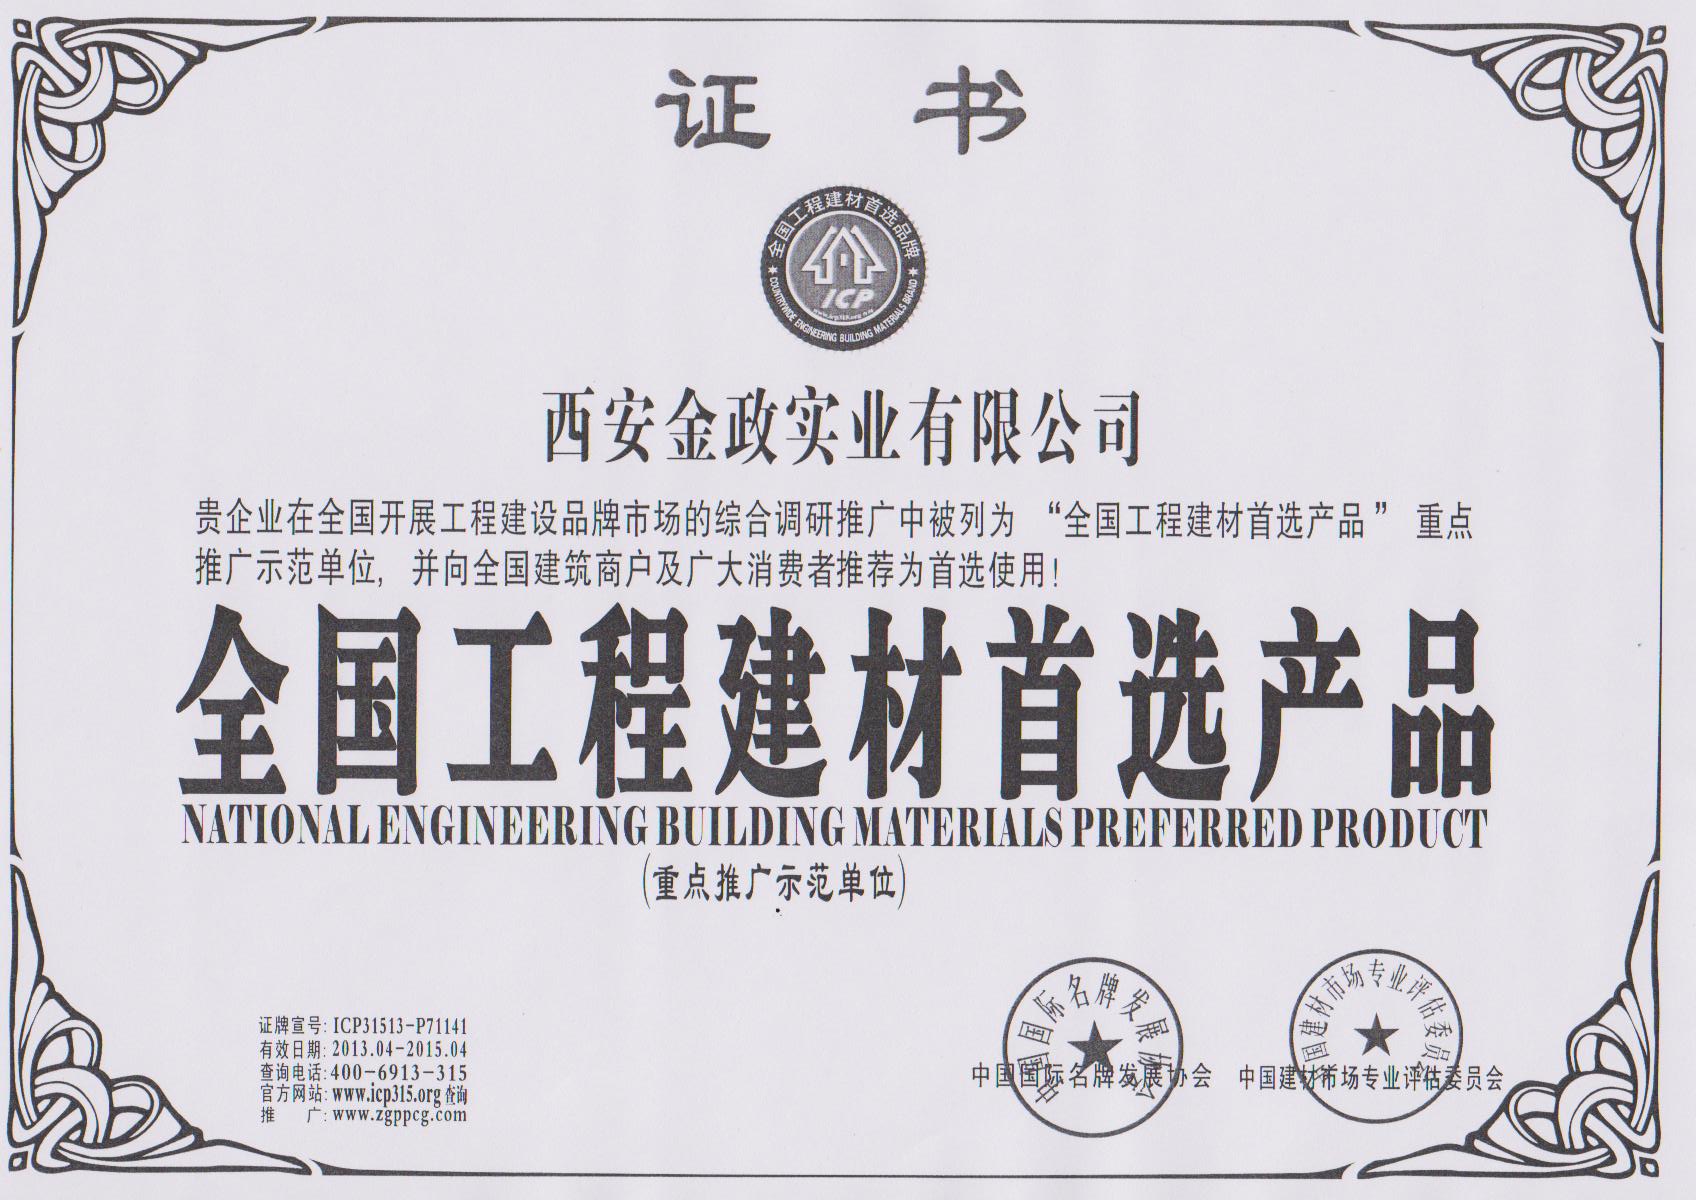 证 书
全国工程建材首选品牌
ICP
COUNTRYWIDE ENGINEERING BUILDING MATERIALS BRAND
西安金政实业有限公司
贵企业在全国开展工程建设品牌市场的综合调研推广中被列为 “全国工程建材首选产品” 重点
推广示范单位, 并向全国建筑商户及广大消费者推荐为首选使用!
全国工程建材首选产品
NATIONAL ENGINEERING BUILDING MATERIALS PREFERRED PRODUCT
(重点推广示范单位)
中国国际名牌发展协会
中国建材市场专业评估委员会
中国国际名牌发展协会 中国建材市场专业评估委员会
证牌宣号: ICP31513-P71141
有效日期: 2013.04-2015.04
查询电话: 400-6913-315
官方网站: www.icp315.org 查询
推 广: www.zgppcg.com